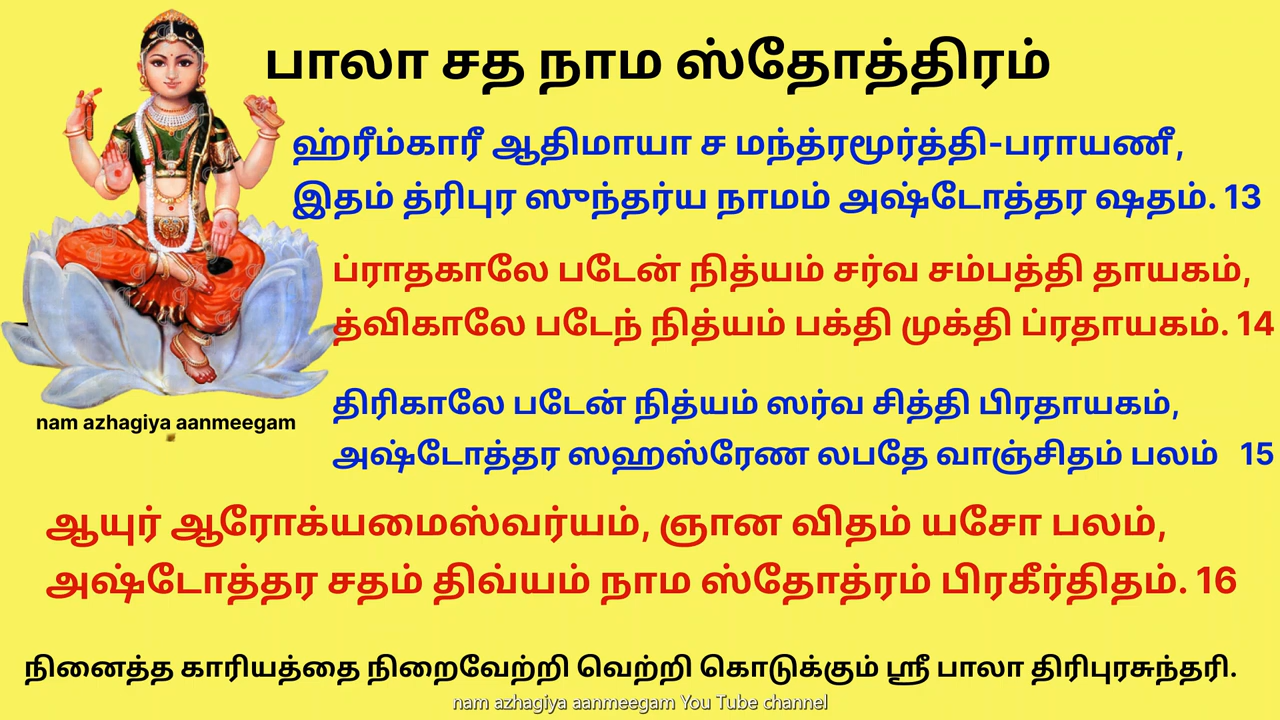 பாலா சத நாம ஸ்தோத்திரம்
ஹ்ரீம்காரீ ஆதிமாயா ச மந்த்ரமூர்த்தி-பராயணீ,
இதம் த்ரிபுர ஸுந்தர்ய நாமம் அஷ்டோத்தர ஷதம். 13
ப்ராதகாலே படேன் நித்யம் சர்வ சம்பத்தி தாயகம்,
த்விகாலே படேந் நித்யம் பக்தி முக்தி ப்ரதாயகம். 14
திரிகாலே படேன் நித்யம் ஸர்வ சித்தி பிரதாயகம்,
அஷ்டோத்தர ஸஹஸ்ரேண லபதே வாஞ்சிதம் பலம் 15
nam azhagiya aanmeegam
ஆயுர் ஆரோக்யமைஸ்வர்யம், ஞான விதம் யசோ பலம்,
அஷ்டோத்தர சதம் திவ்யம் நாம ஸ்தோத்ரம் பிரகீர்திதம். 16
நினைத்த காரியத்தை நிறைவேற்றி வெற்றி கொடுக்கும் ஸ்ரீ பாலா திரிபுரசுந்தரி.
nam azhagiya aanmeegam You Tube channel